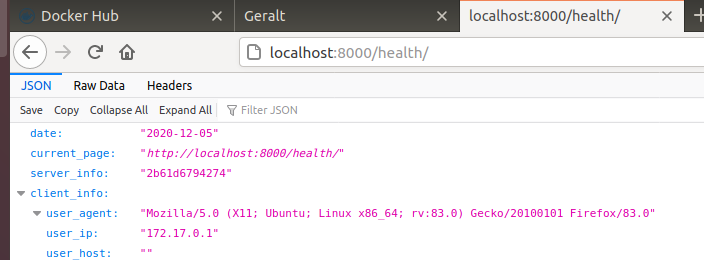 Docker Hub
Geralt
localhost:8000/health/
localhost:8000/health/
JSON Raw Data Headers
Save Copy Collapse All Expand All Filter JSON
date: "2020-12-05"
current_page: "http://localhost:8000/health/"
server_info: "2b61d6794274"
client_info:
user_agent: "Mozilla/5.0 (X11; Ubuntu; Linux x86_64; rv:83.0) Gecko/20100101 Firefox/83.0"
user_ip: "172.17.0.1"
user_host: ""